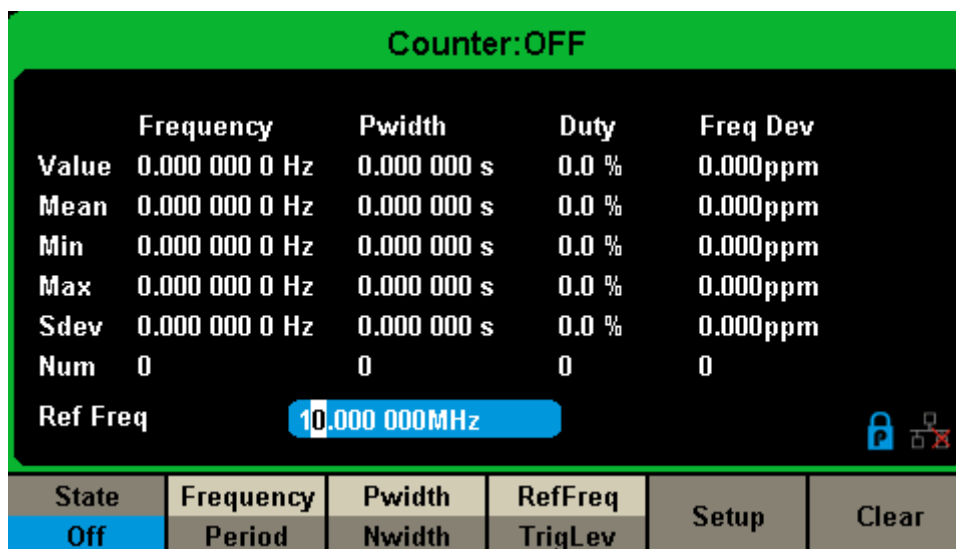 Counter:OFF
Frequency Pwidth Duty Freq Dev
Value 0.000 000 0 Hz 0.000 000 s 0.0 % 0.000ppm
Mean 0.000 000 0 Hz 0.000 000 s 0.0 % 0.000ppm
Min 0.000 000 0 Hz 0.000 000 s 0.0 % 0.000ppm
Max 0.000 000 0 Hz 0.000 000 s 0.0 % 0.000ppm
Sdev 0.000 000 0 Hz 0.000 000 s 0.0 % 0.000ppm
Num 0 0 0 0
Ref Freq 10.000 000MHz
P
State Frequency Pwidth RefFreq Setup Clear
Off Period Nwidth TrigLev